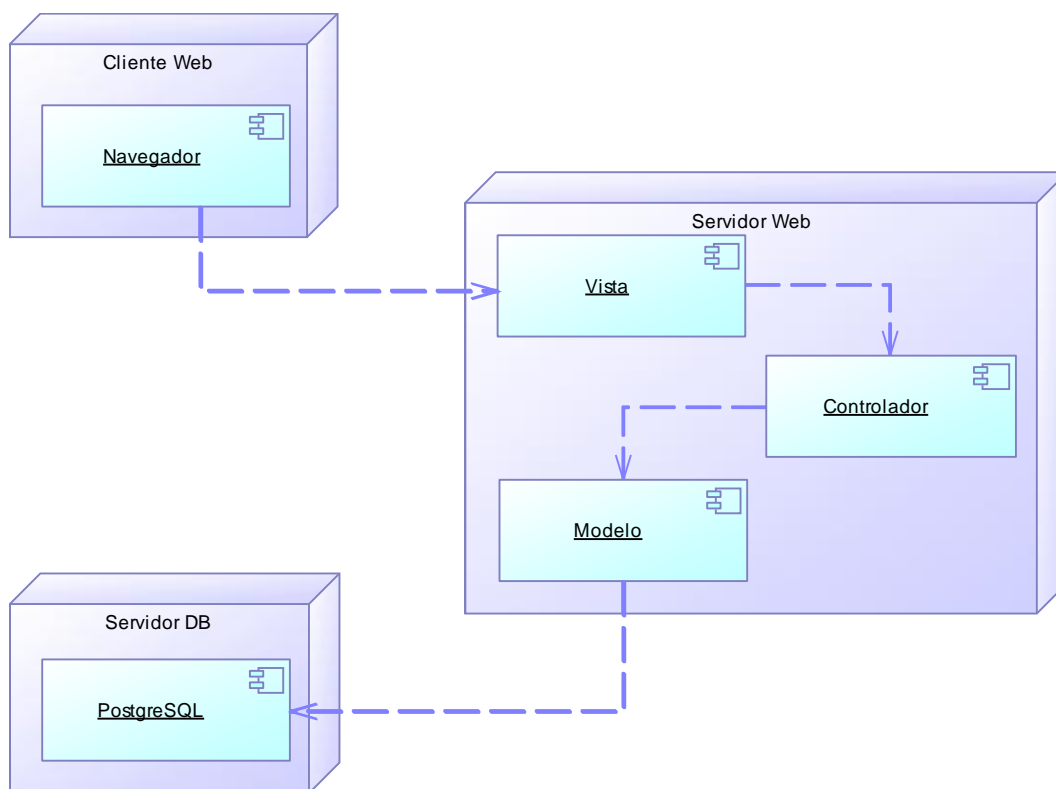 Cliente Web
Navegador
Servidor Web
Vista
Controlador
Modelo
Servidor DB
PostgreSQL